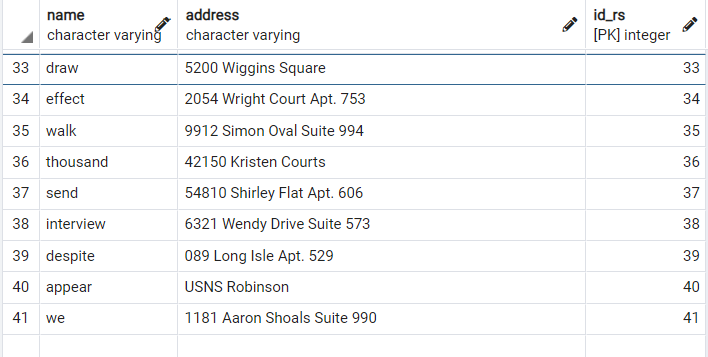 name address id_rs
character varying character varying [PK] integer
33 draw 5200 Wiggins Square 33
34 effect 2054 Wright Court Apt. 753 34
35 walk 9912 Simon Oval Suite 994 35
36 thousand 42150 Kristen Courts 36
37 send 54810 Shirley Flat Apt. 606 37
38 interview 6321 Wendy Drive Suite 573 38
39 despite 089 Long Isle Apt. 529 39
40 appear USNS Robinson 40
41 we 1181 Aaron Shoals Suite 990 41